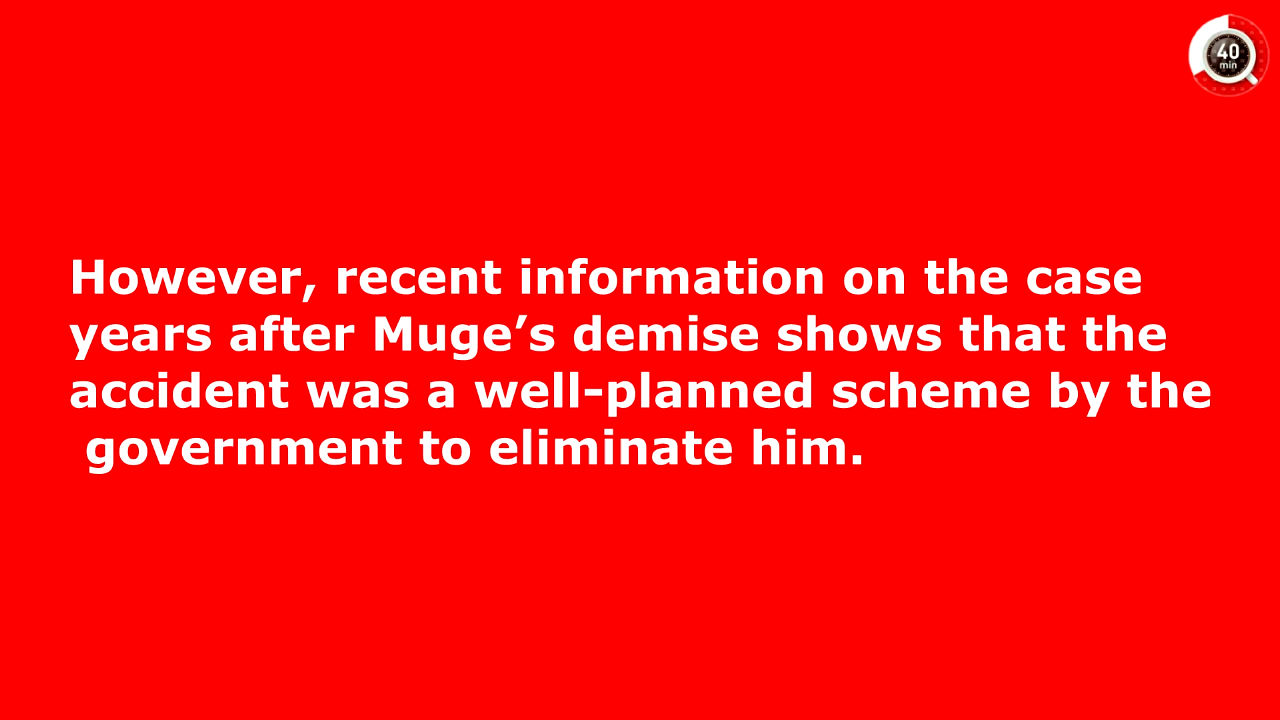 40
min
However, recent information on the case
years after Muge’s demise shows that the
accident was a well-planned scheme by the
government to eliminate him.